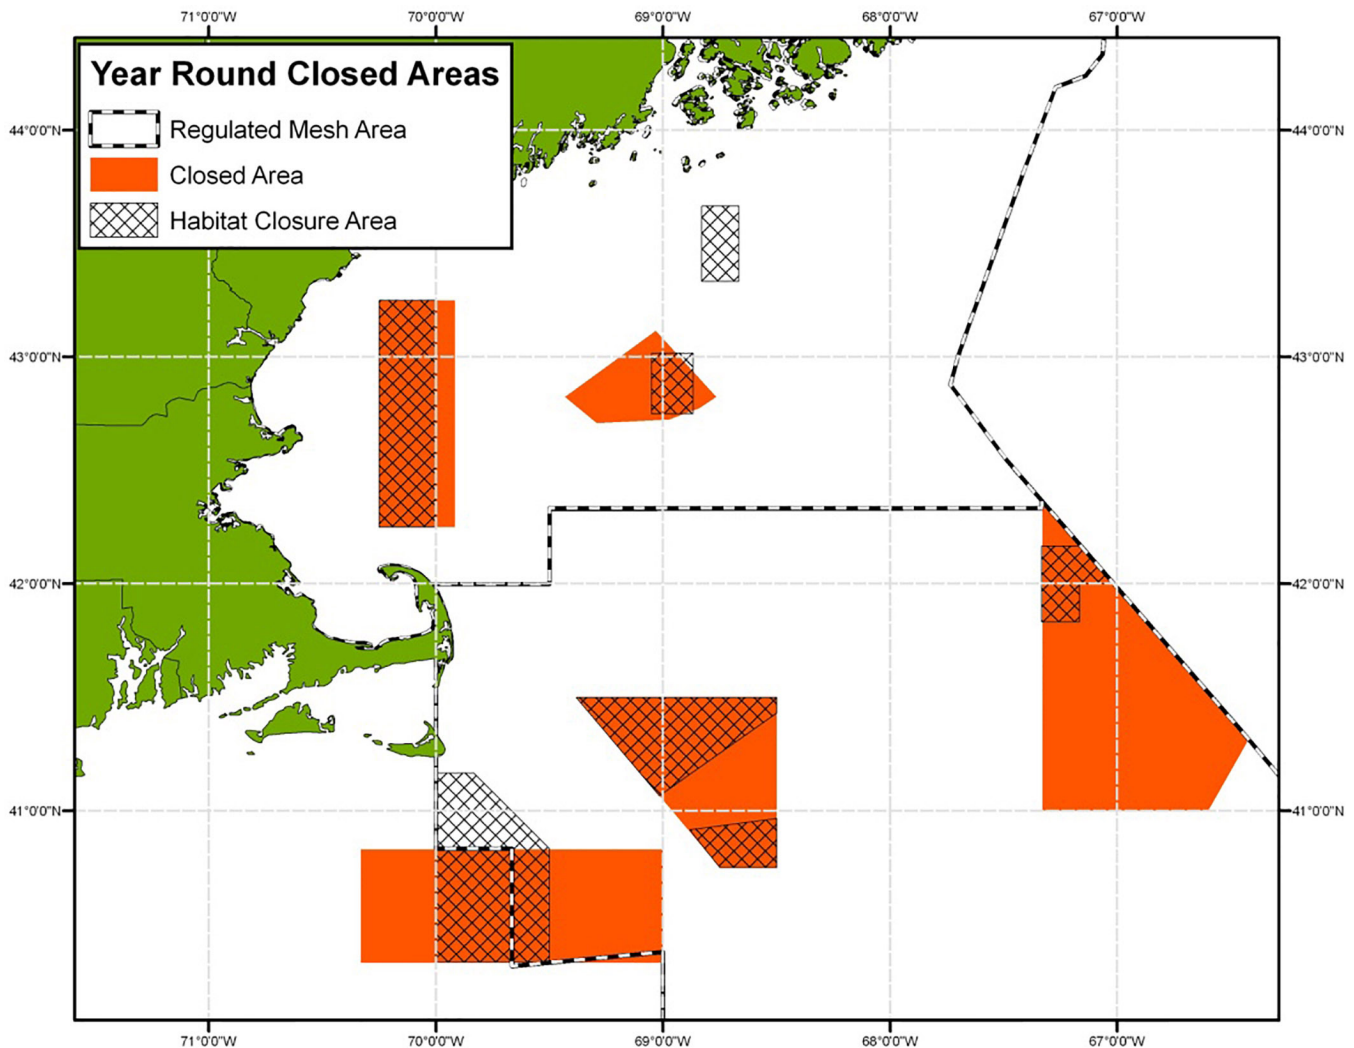 71°0'0"W 70°0'0"W 69°0'0"W 68°0'0"W 67°0'0"W
Year Round Closed Areas
Regulated Mesh Area
Closed Area
Habitat Closure Area
44°0'0"N 44°0'0"N
43°0'0"N 43°0'0"N
42°0'0"N 42°0'0"N
41°0'0"N 41°0'0"N
71°0'0"W 70°0'0"W 69°0'0"W 68°0'0"W 67°0'0"W